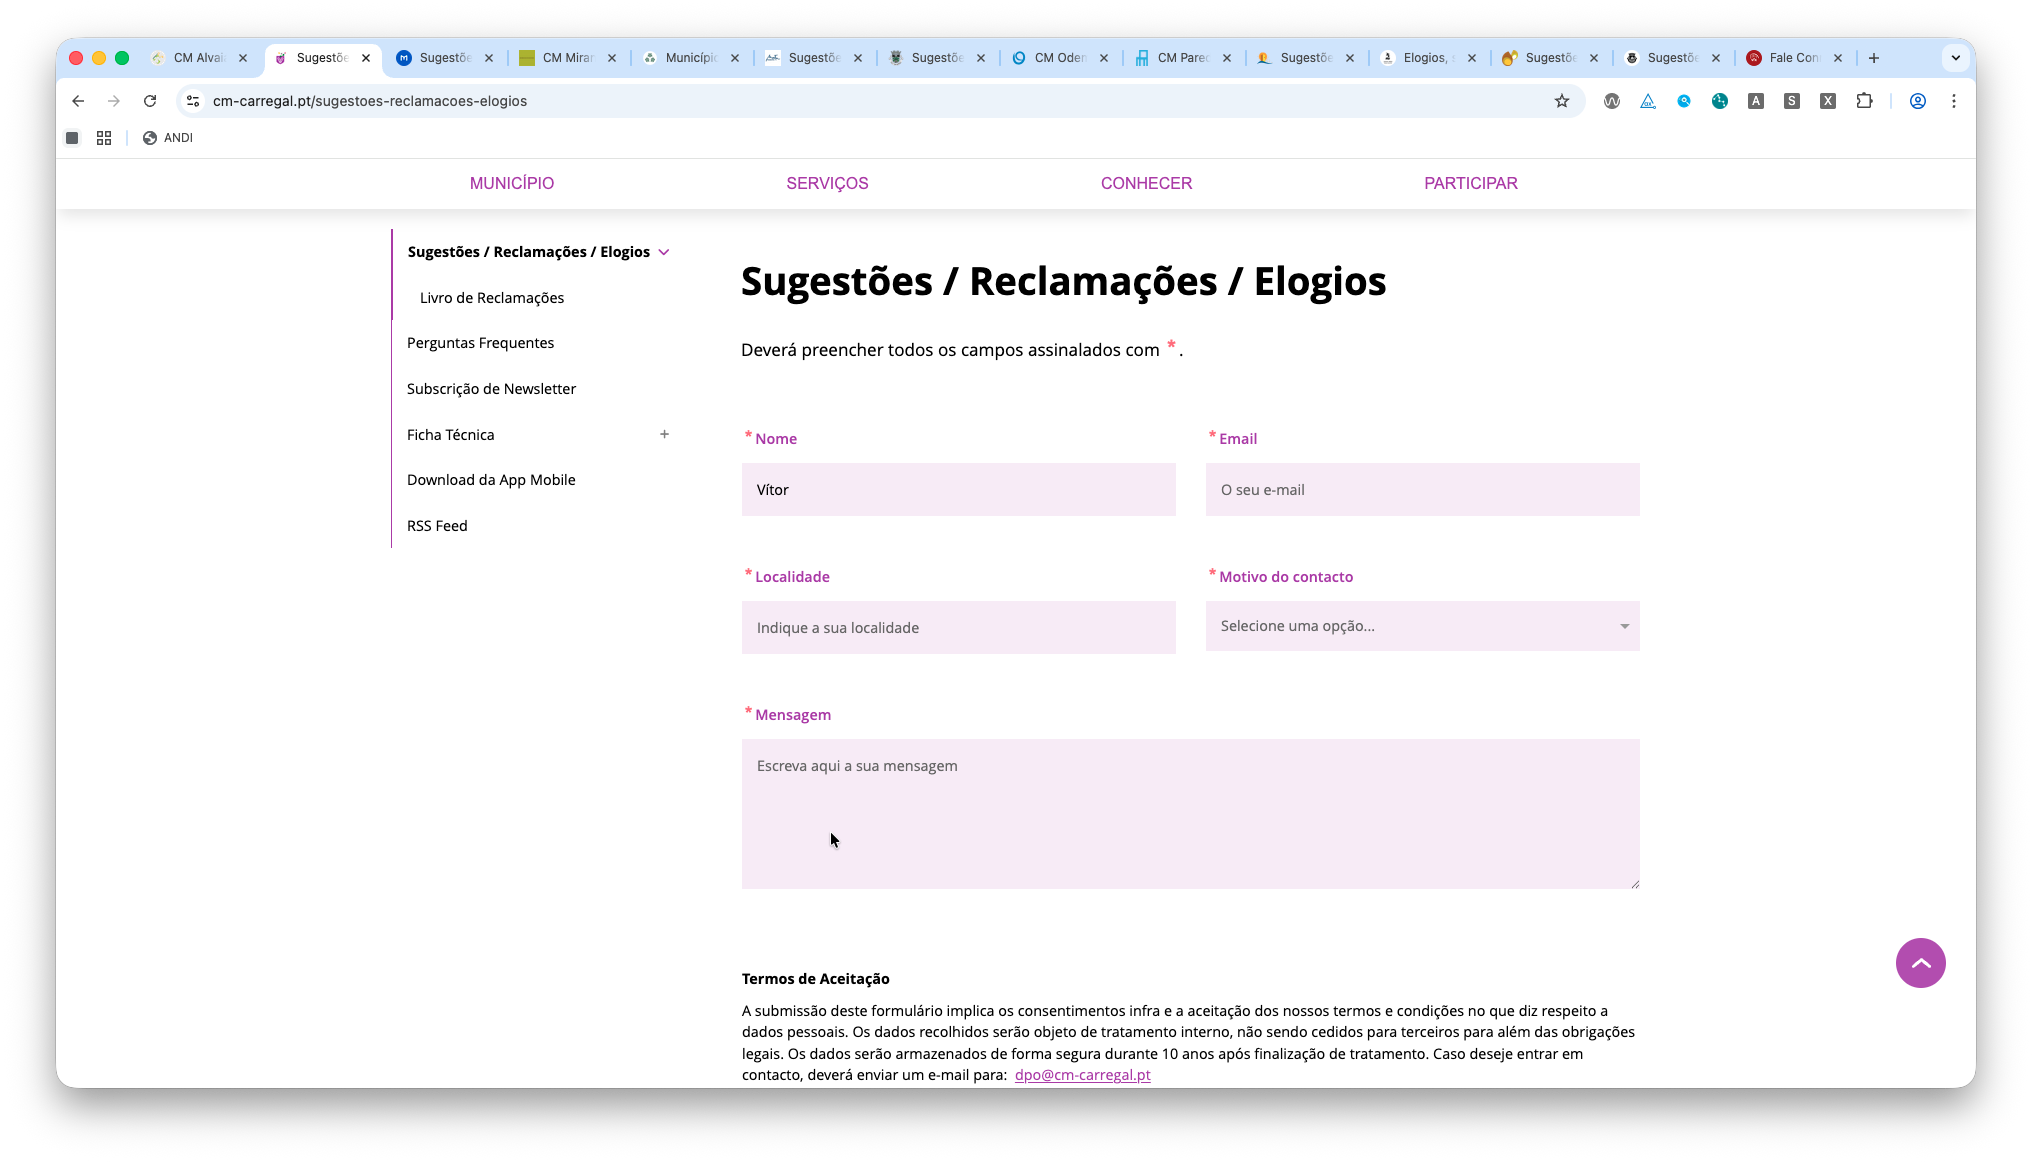 CM Alvai
Sugestõe
Sugestõe
CM Miran
Município
Sugestõe
Sugestõe
CM Odem
CM Pared
Sugestõe
Elogios, s
Sugestõe
Sugestõe
Fale Con
cm-carregal.pt/sugestoes-reclamacoes-elogios
A
S
X
ANDI
MUNICÍPIO
SERVIÇOS
CONHECER
PARTICIPAR
Sugestões / Reclamações / Elogios
Livro de Reclamações
Perguntas Frequentes
Subscrição de Newsletter
Ficha Técnica +
Download da App Mobile
RSS Feed
Sugestões / Reclamações / Elogios
Deverá preencher todos os campos assinalados com * .
* Nome
Vítor
* Email
O seu e-mail
* Localidade
Indique a sua localidade
* Motivo do contacto
Selecione uma opção...
* Mensagem
Escreva aqui a sua mensagem
Termos de Aceitação
A submissão deste formulário implica os consentimentos infra e a aceitação dos nossos termos e condições no que diz respeito a
dados pessoais. Os dados recolhidos serão objeto de tratamento interno, não sendo cedidos para terceiros para além das obrigações
legais. Os dados serão armazenados de forma segura durante 10 anos após finalização de tratamento. Caso deseje entrar em
contacto, deverá enviar um e-mail para: dpo@cm-carregal.pt